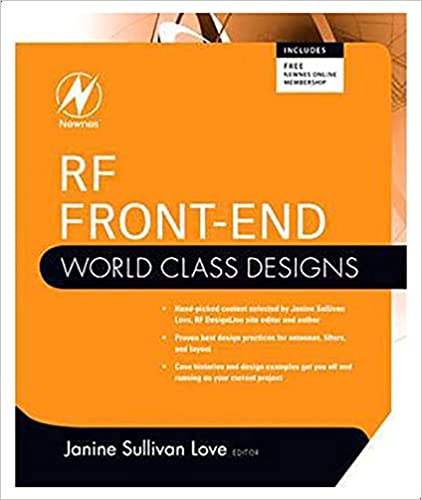 INCLUDES
FREE
NEWNES ONLINE
MEMBERSHIP
Newnes
RF
FRONT-END
WORLD CLASS DESIGNS
• Hand-picked content selected by Janine Sullivan
Love, RF DesignLine site editor and author
• Proven best design practices for antennas, filters,
and layout
• Case histories and design examples get you off and
running on your current project
Janine Sullivan Love EDITOR